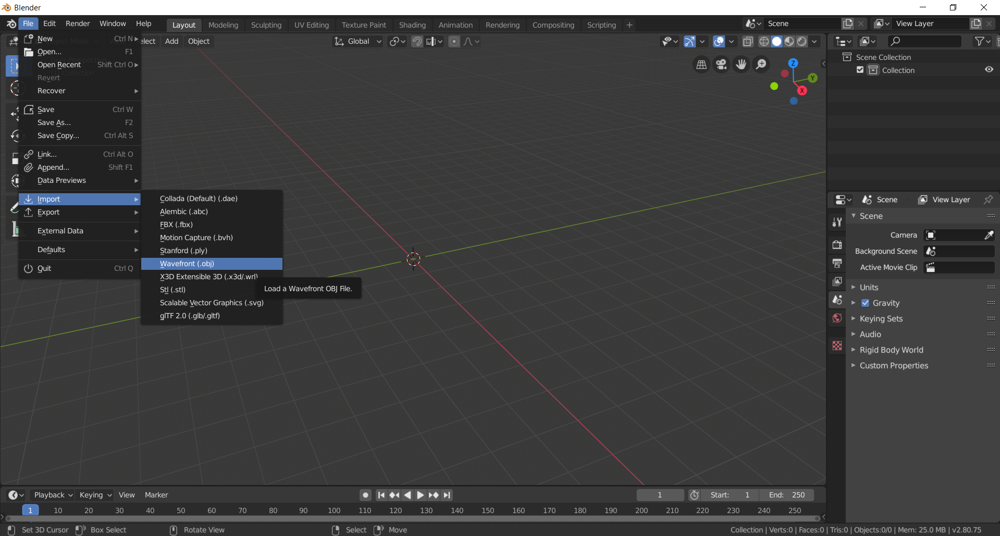 Blender
File Edit Render Window Help
Layout Modeling Sculpting UV Editing Texture Paint Shading Animation Rendering Compositing Scripting +
Scene
View Layer
New Ctrl N
Open... F1
Open Recent Shift Ctrl O
Revert
Recover
Save Ctrl W
Save As... F2
Save Copy... Ctrl Alt S
Link... Ctrl Alt O
Append... Shift F1
Data Previews
Import
Export
External Data
Defaults
Quit Ctrl Q
Collada (Default) (.dae)
Alembic (.abc)
FBX (.fbx)
Motion Capture (.bvh)
Stanford (.ply)
Wavefront (.obj)
X3D Extensible 3D (.x3d/.wrl)
Stl (.stl)
Scalable Vector Graphics (.svg)
glTF 2.0 (.glb/.gltf)
Load a Wavefront OBJ File.
Add Object
Global
Z
Y
X
Scene Collection
Collection
Scene View Layer
Scene
Camera
Background Scene
Active Movie Clip
Units
Gravity
Keying Sets
Audio
Rigid Body World
Custom Properties
Playback Keying View Marker
1 Start: 1 End: 250
1 10 20 30 40 50 60 70 80 90 100 110 120 130 140 150 160 170 180 190 200 210 220 230 240 250
Set 3D Cursor Box Select Rotate View Select Move
Collection | Verts:0 | Faces:0 | Tris:0 | Objects:0/0 | Mem: 25.0 MB | v2.80.75